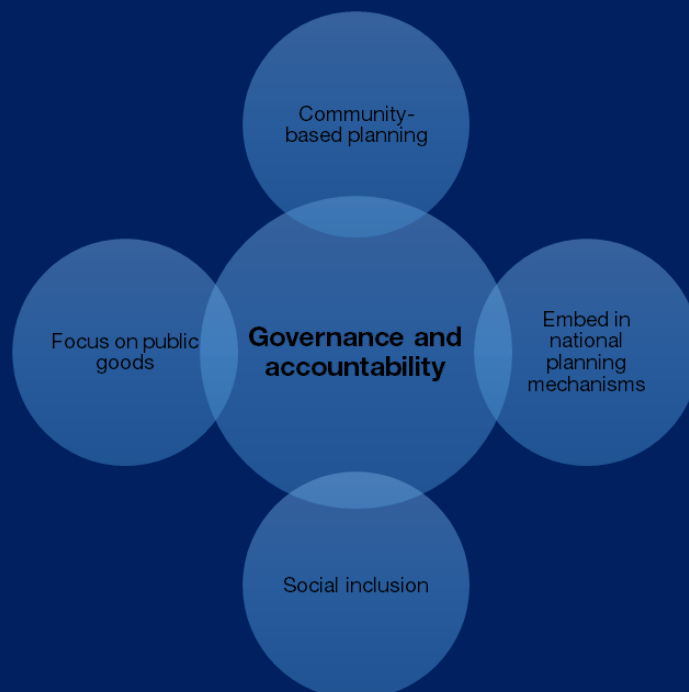 Community-
based planning
Focus on public
goods
Governance and
accountability
Embed in
national
planning
mechanisms
Social inclusion